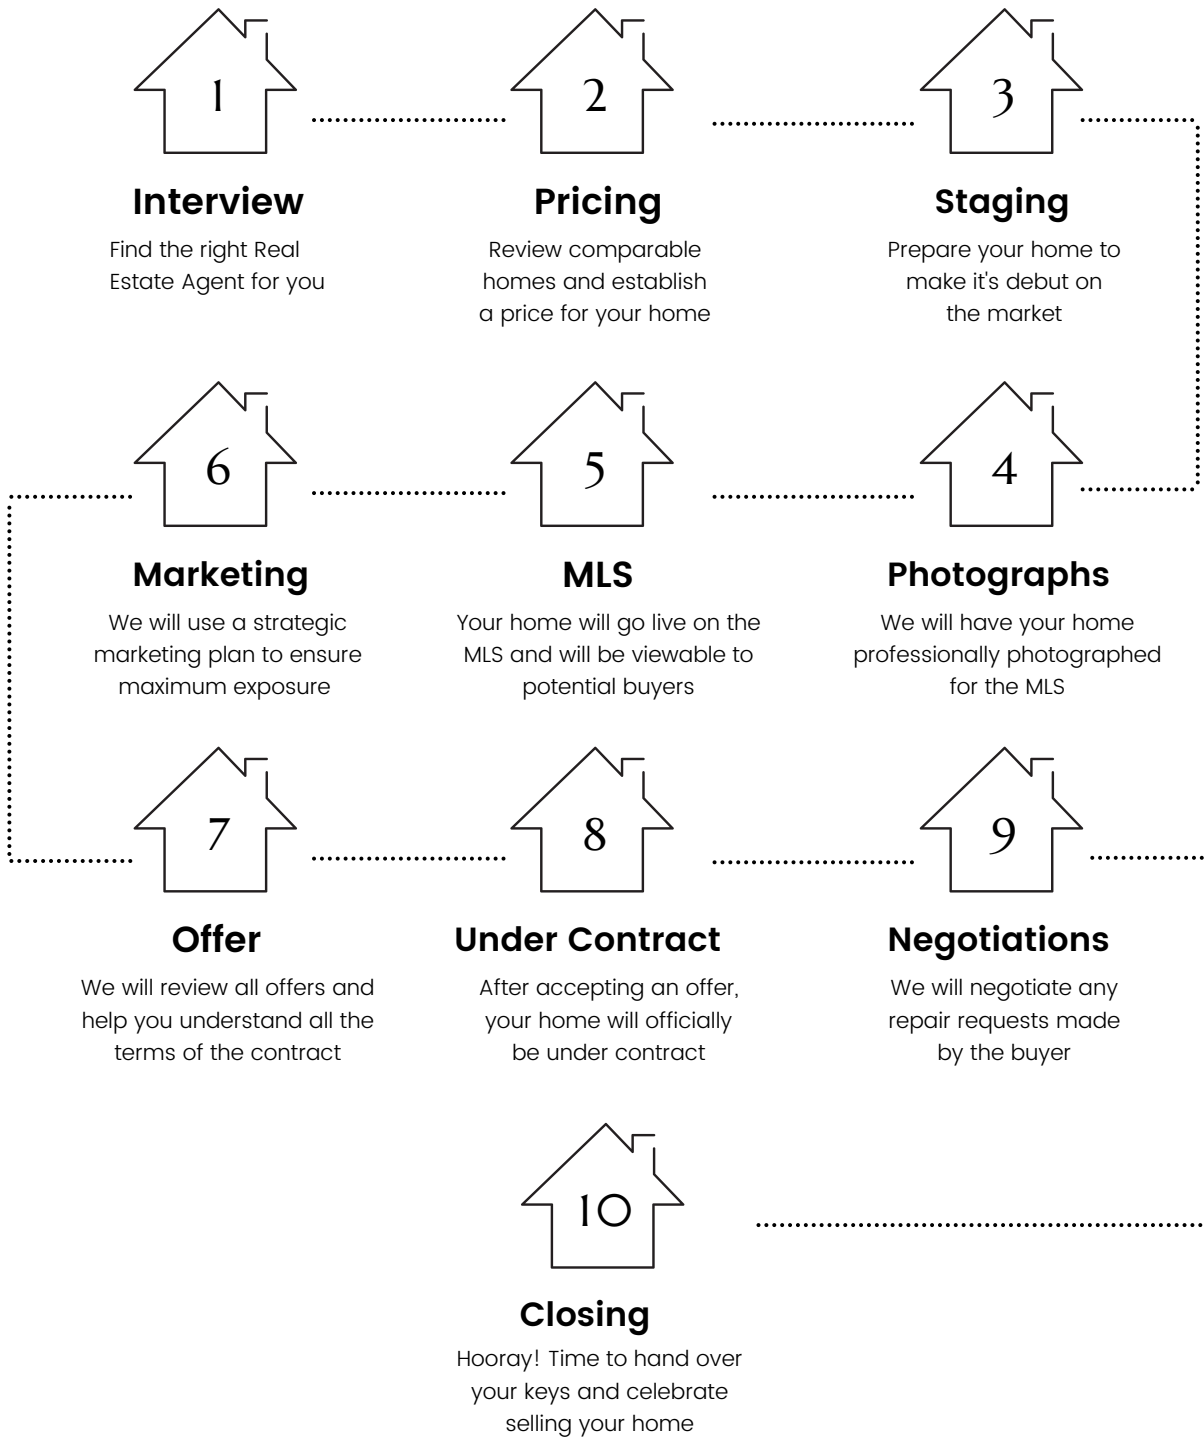 1
2
3
Interview
Find the right Real
Estate Agent for you
Pricing
Review comparable
homes and establish
a price for your home
Staging
Prepare your home to
make it's debut on
the market
6
5
4
Marketing
We will use a strategic
marketing plan to ensure
maximum exposure
MLS
Your home will go live on the
MLS and will be viewable to
potential buyers
Photographs
We will have your home
professionally photographed
for the MLS
7
8
9
Offer
We will review all offers and
help you understand all the
terms of the contract
Under Contract
After accepting an offer,
your home will officially
be under contract
Negotiations
We will negotiate any
repair requests made
by the buyer
10
Closing
Hooray! Time to hand over
your keys and celebrate
selling your home